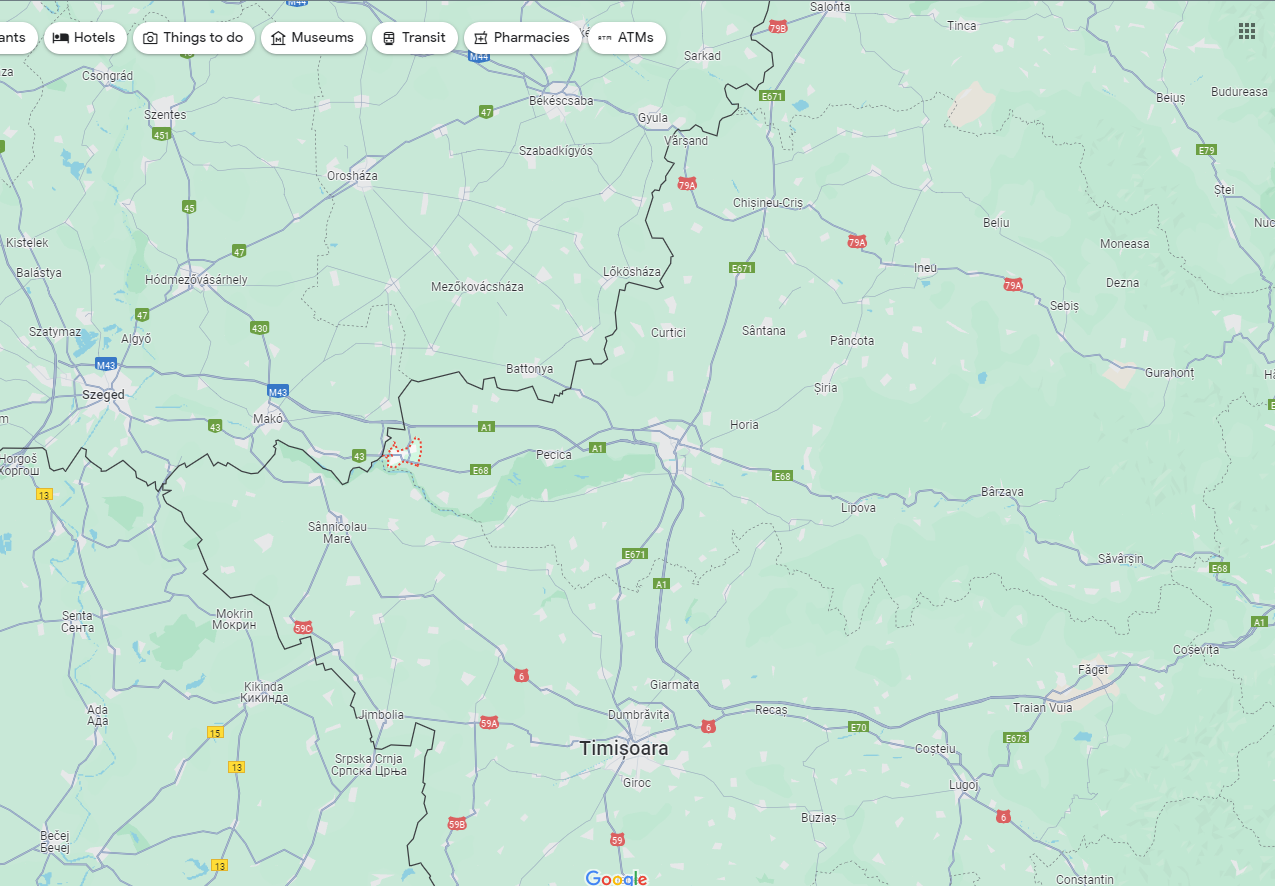 ants
Hotels
Things to do
Museums
Transit
Pharmacies
ATMs
M44
Salonta
79B
Tinca
M44
Sarkad
Csongrád
E671
Beiuș
Budureasa
Békéscsaba
47
Szentes
Gyula
451
Vărșand
E79
Szabadkígyós
Orosháza
79A
Ștei
45
Chișineu-Criș
Beliu
Nuc
Kistelek
79A
Moneasa
47
Balástya
E671
Ineu
Lőkösháza
Hódmezővásárhely
79A
Dezna
Mezőkovácsháza
Sebiș
47
430
Szatymaz
Curtici
Sântana
Algyő
Pâncota
M43
Battonya
Gurahonț
Szeged
M43
Șiria
Makó
43
A1
Horia
A1
43
Pecica
Horgoš
Хоргош
E68
E68
13
Bârzava
Lipova
Sânnicolau
Mare
E671
Săvârșin
E68
A1
Senta
Сента
Mokrin
Мокрин
59C
A1
Coșevița
6
Făget
Kikinda
Кикинда
Giarmata
Ada
Ада
Jimbolia
59A
Dumbrăvița
6
Recaș
Traian Vuia
E70
15
E673
Timișoara
Coșteiu
Srpska Crnja
Српска Црња
13
Giroc
Lugoj
59B
Buziaș
6
Bečej
Бечеј
59
13
Google
Constantin